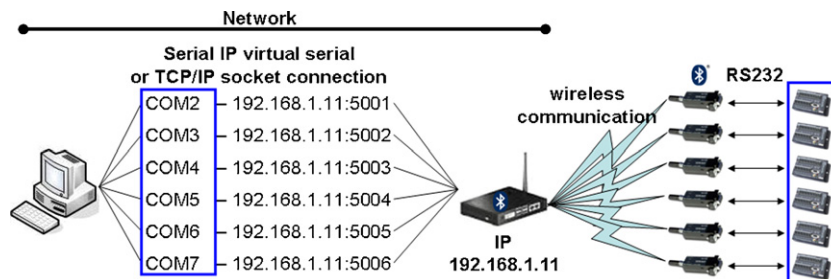 Network
Serial IP virtual serial
or TCP/IP socket connection
COM2 – 192.168.1.11:5001
COM3 – 192.168.1.11:5002
COM4 – 192.168.1.11:5003
COM5 – 192.168.1.11:5004
COM6 – 192.168.1.11:5005
COM7 – 192.168.1.11:5006
IP
192.168.1.11
wireless
communication
RS232